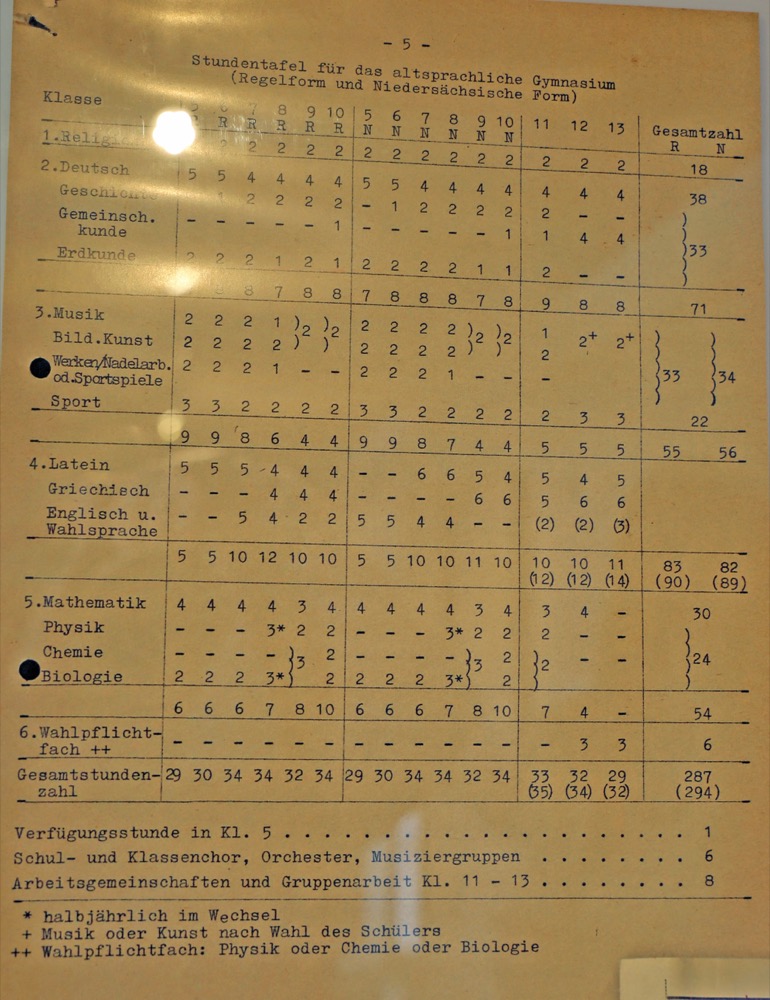 - 5 -
Stundentafel für das altsprachliche Gymnasium
(Regelform und Niedersächsische Form)
Klasse 7 8 9 10 5 6 7 8 9 10 11 12 13 Gesamtzahl
R R R R R N N N N N N R N
1.Relig 2 2 2 2 2 2 2 2 2 2 2 2 2 2 18
2.Deutsch 5 5 4 4 4 4 5 5 4 4 4 4 4 4 4 38
Geschichte 1 2 2 2 2 - 1 2 2 2 2 2 - -
Gemeinsch.
kunde - - - - - 1 - - - - - 1 1 4 4 33
Erdkunde 2 2 2 1 2 1 2 2 2 2 1 1 2 - -
8 7 8 8 7 8 8 8 7 8 9 8 8 71
3.Musik 2 2 2 1 )2 )2 2 2 2 2 )2 )2 1 2+ 2+
Bild.Kunst 2 2 2 2 ) ) 2 2 2 2 ) ) 2
Werken/Nadelarb.
od.Sportspiele 2 2 2 1 - - 2 2 2 1 - - - 33 34
Sport 3 3 2 2 2 2 3 3 2 2 2 2 2 3 3 22
9 9 8 6 4 4 9 9 8 7 4 4 5 5 5 55 56
4.Latein 5 5 5 4 4 4 - - 6 6 5 4 5 4 5
Griechisch - - - 4 4 4 - - - - 6 6 5 6 6
Englisch u.
Wahlsprache - - 5 4 2 2 5 5 4 4 - - (2) (2) (3)
5 5 10 12 10 10 5 5 10 10 11 10 10 10 11 83 82
(12) (12) (14) (90) (89)
5.Mathematik 4 4 4 4 3 4 4 4 4 4 3 4 3 4 - 30
Physik - - - 3* 2 2 - - - 3* 2 2 2 - -
Chemie - - - - }3 2 - - - - }3 2 }2 - - }24
Biologie 2 2 2 3* 2 2 2 2 3* 2
6 6 6 7 8 10 6 6 6 7 8 10 7 4 - 54
6.Wahlpflicht-
fach ++ - - - - - - - - - - - - - 3 3 6
Gesamtstunden- 29 30 34 34 32 34 29 30 34 34 32 34 33 32 29 287
zahl (35) (34) (32) (294)
Verfügungsstunde in Kl. 5 . . . . . . . . . . . . . . . . . . . . . . 1
Schul- und Klassenchor, Orchester, Musiziergruppen . . . . . . . 6
Arbeitsgemeinschaften und Gruppenarbeit Kl. 11 - 13 . . . . . . . . 8
* halbjährlich im Wechsel
+ Musik oder Kunst nach Wahl des Schülers
++ Wahlpflichtfach: Physik oder Chemie oder Biologie